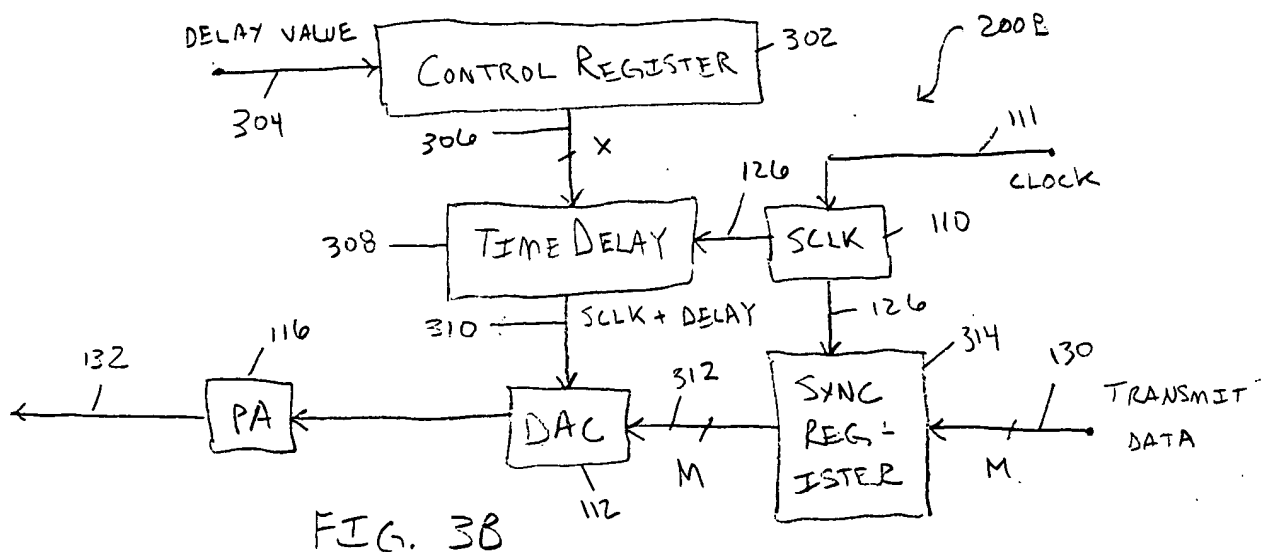 DELAY VALUE
304
CONTROL REGISTER
302
200B
306
X
111
CLOCK
126
308
TIME DELAY
SCLK
110
310
SCLK + DELAY
126
132
116
PA
DAC
112
312
M
SYNC
REG-
ISTER
314
130
M
TRANSMIT
DATA
FIG. 3B